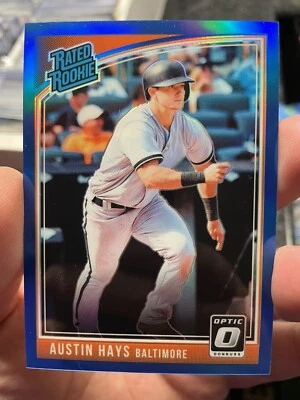 RATED
ROOKIE
OPTIC
DONRUSS
AUSTIN HAYS BALTIMORE